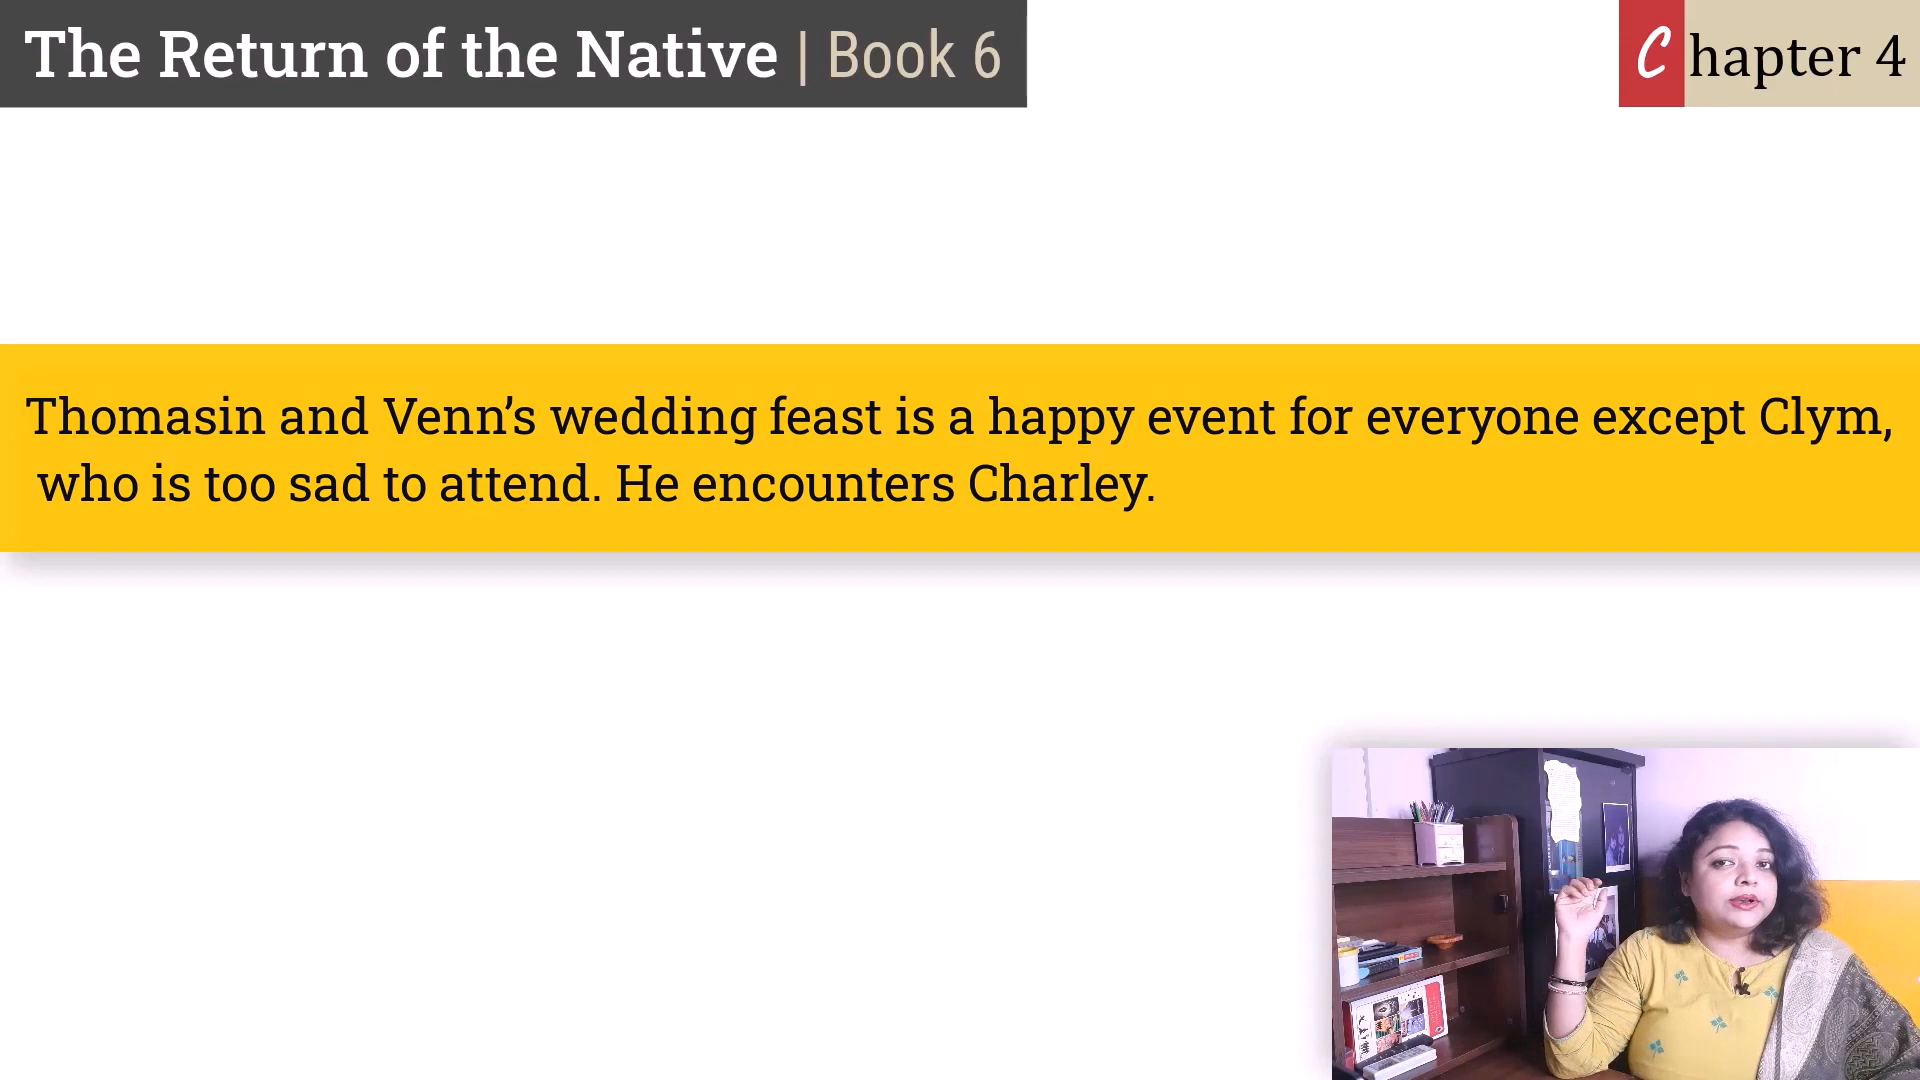 The Return of the Native | Book 6
Chapter 4
Thomasin and Venn’s wedding feast is a happy event for everyone except Clym,
who is too sad to attend. He encounters Charley.